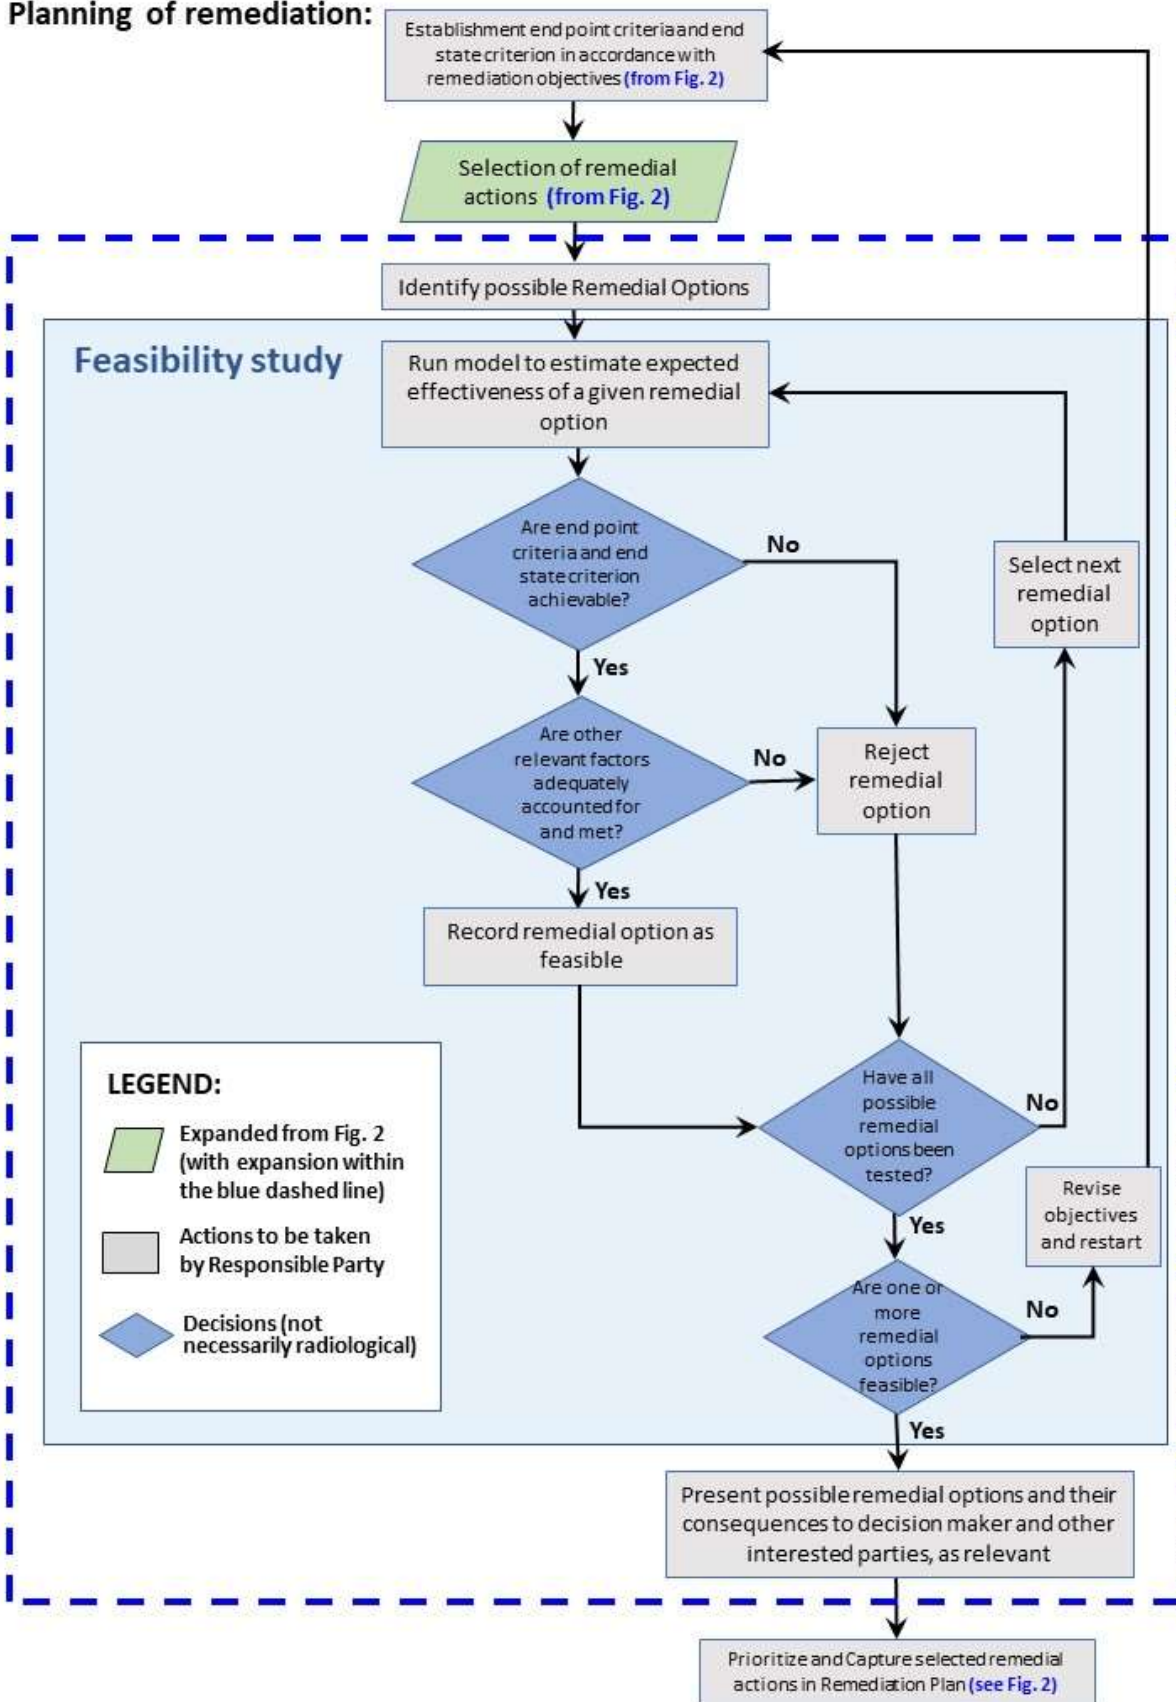 Planning of remediation:
Establishment end point criteria and end
state criterion in accordance with
remediation objectives (from Fig. 2)
Selection of remedial
actions (from Fig. 2)
Identify possible Remedial Options
Feasibility study
Run model to estimate expected
effectiveness of a given remedial
option
Are end point
criteria and end
state criterion
achievable?
No
Select next
remedial
option
Yes
Are other
relevant factors
adequately
accounted for
and met?
No
Reject
remedial
option
Yes
Record remedial option as
feasible
Have all
possible
remedial
options been
tested?
No
Yes
Revise
objectives
and restart
Are one or
more
remedial
options
feasible?
No
Yes
LEGEND:
Expanded from Fig. 2
(with expansion within
the blue dashed line)
Actions to be taken
by Responsible Party
Decisions (not
necessarily radiological)
Present possible remedial options and their
consequences to decision maker and other
interested parties, as relevant
Prioritize and Capture selected remedial
actions in Remediation Plan (see Fig. 2)